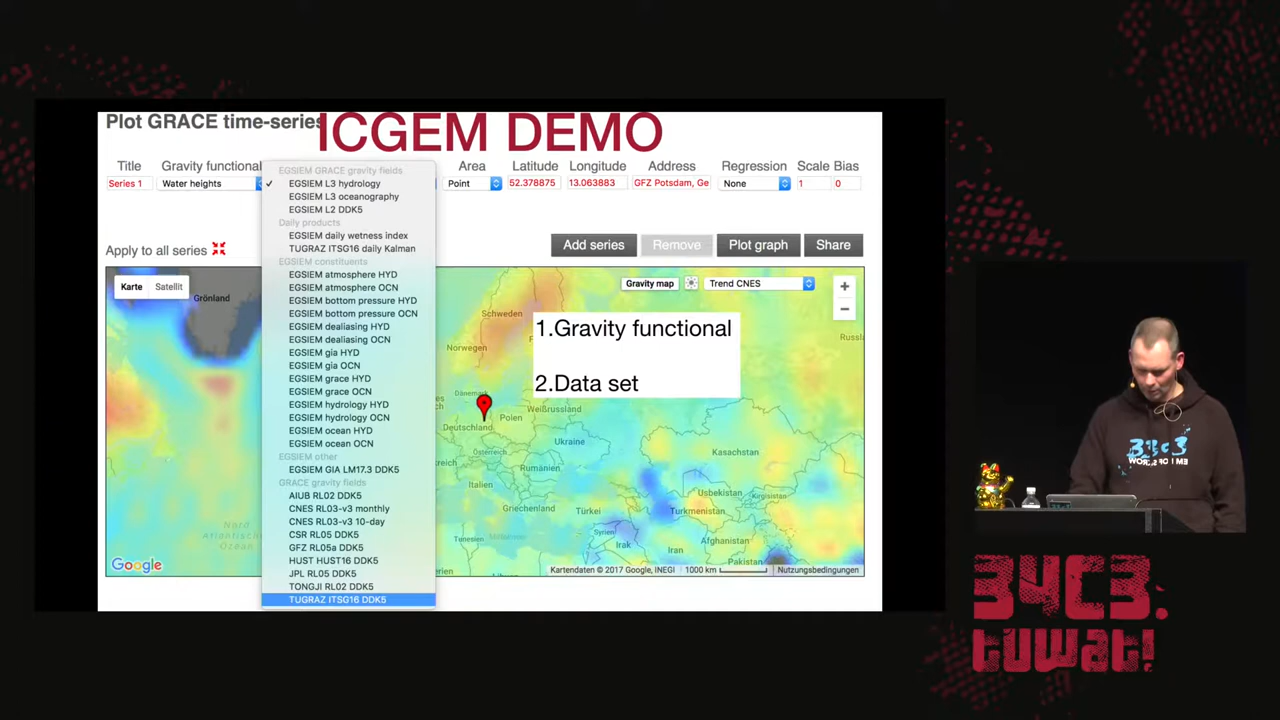 Plot GRACE time-series
ICGEM DEMO
Title
Gravity functional
Area
Latitude
Longitude
Address
Regression
Scale
Bias
Series 1
Water heights
Point
52.378875
13.063883
GFZ Potsdam, Ge
None
1
0
EGSIEM GRACE gravity fields
✓ EGSIEM L3 hydrology
EGSIEM L3 oceanography
EGSIEM L2 DDK5
Daily products
EGSIEM daily wetness index
TUGRAZ ITSG16 daily Kalman
EGSIEM constituents
EGSIEM atmosphere HYD
EGSIEM atmosphere OCN
EGSIEM bottom pressure HYD
EGSIEM bottom pressure OCN
EGSIEM dealiasing HYD
EGSIEM dealiasing OCN
EGSIEM gia HYD
EGSIEM gia OCN
EGSIEM grace HYD
EGSIEM grace OCN
EGSIEM hydrology HYD
EGSIEM hydrology OCN
EGSIEM ocean HYD
EGSIEM ocean OCN
EGSIEM other
EGSIEM GIA LM17.3 DDK5
GRACE gravity fields
AIUB RL02 DDK5
CNES RL03-v3 monthly
CNES RL03-v3 10-day
CSR RL05 DDK5
GFZ RL05a DDK5
HUST HUST16 DDK5
JPL RL05 DDK5
TONGJI RL02 DDK5
TUGRAZ ITSG16 DDK5
Apply to all series
Add series
Remove
Plot graph
Share
Karte
Satellit
Gravity map
Trend CNES
+
−
Grönland
Schweden
Norwegen
Russla
1.Gravity functional
2.Data set
Dänemark
Polen
Weißrussland
Deutschland
Ukraine
Österreich
Kasachstan
Rumänien
Italien
Usbekistan
Kirgisistan
Griechenland
Türkei
Turkmenistan
Syrien
Tunesien
Irak
Iran
Afghanistan
Pakistan
Libyen
Nord
Atlantischer
Ozean
Google
Kartendaten © 2017 Google, INEGI
1000 km
Nutzungsbedingungen
34C3
34C3.
tuwat!